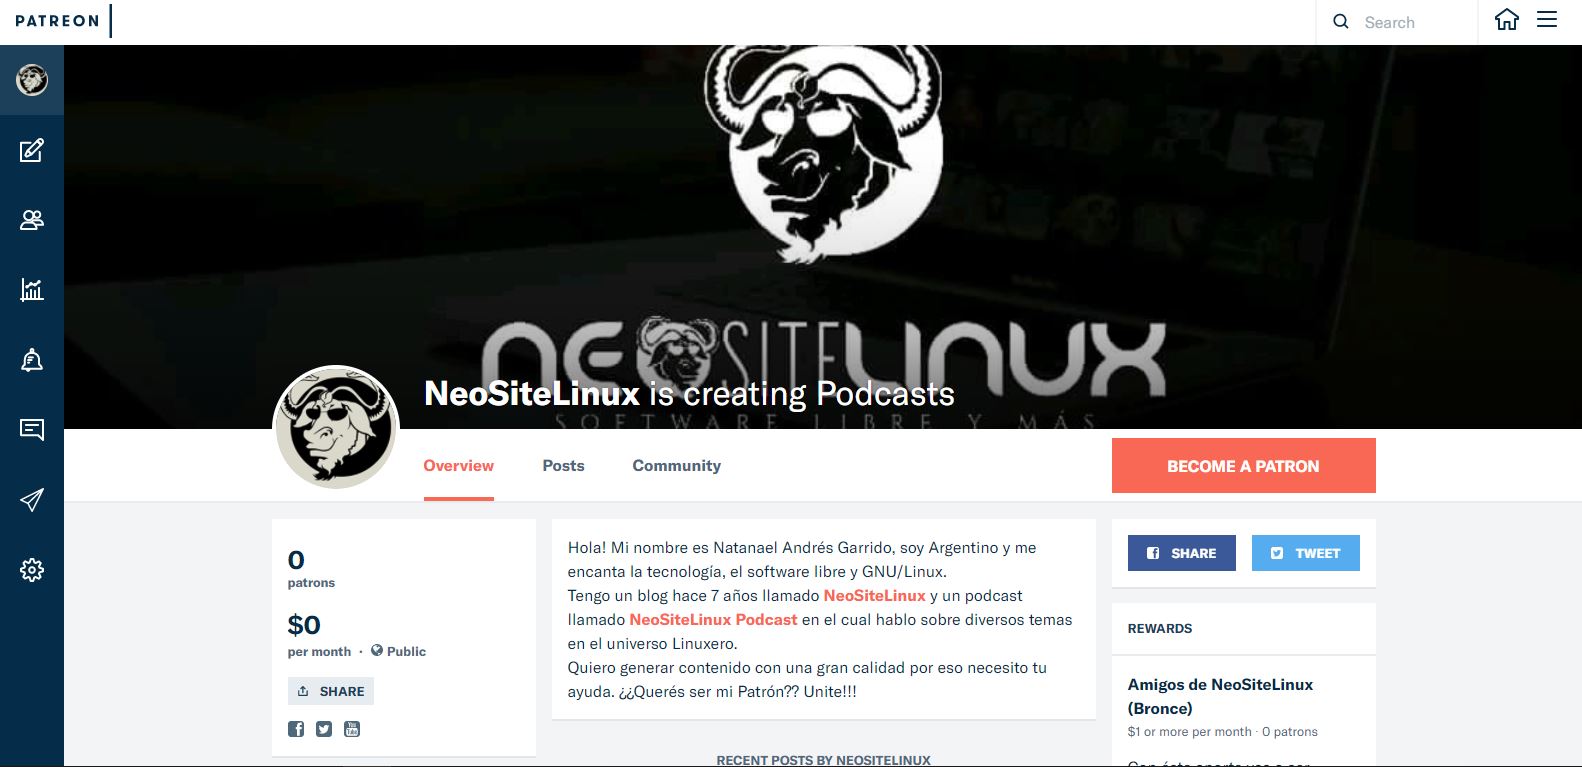 PATREON
Search
NEOSITELINUX
NeoSiteLinux is creating Podcasts
SOFTWARE LIBRE Y MÁS
Overview
Posts
Community
BECOME A PATRON
0
patrons
$0
per month · Public
SHARE
Hola! Mi nombre es Natanael Andrés Garrido, soy Argentino y me
encanta la tecnología, el software libre y GNU/Linux.
Tengo un blog hace 7 años llamado NeoSiteLinux y un podcast
llamado NeoSiteLinux Podcast en el cual hablo sobre diversos temas
en el universo Linuxero.
Quiero generar contenido con una gran calidad por eso necesito tu
ayuda. ¿¿Querés ser mi Patrón?? Unite!!!
RECENT POSTS BY NEOSITELINUX
SHARE
TWEET
REWARDS
Amigos de NeoSiteLinux
(Bronce)
$1 or more per month · 0 patrons